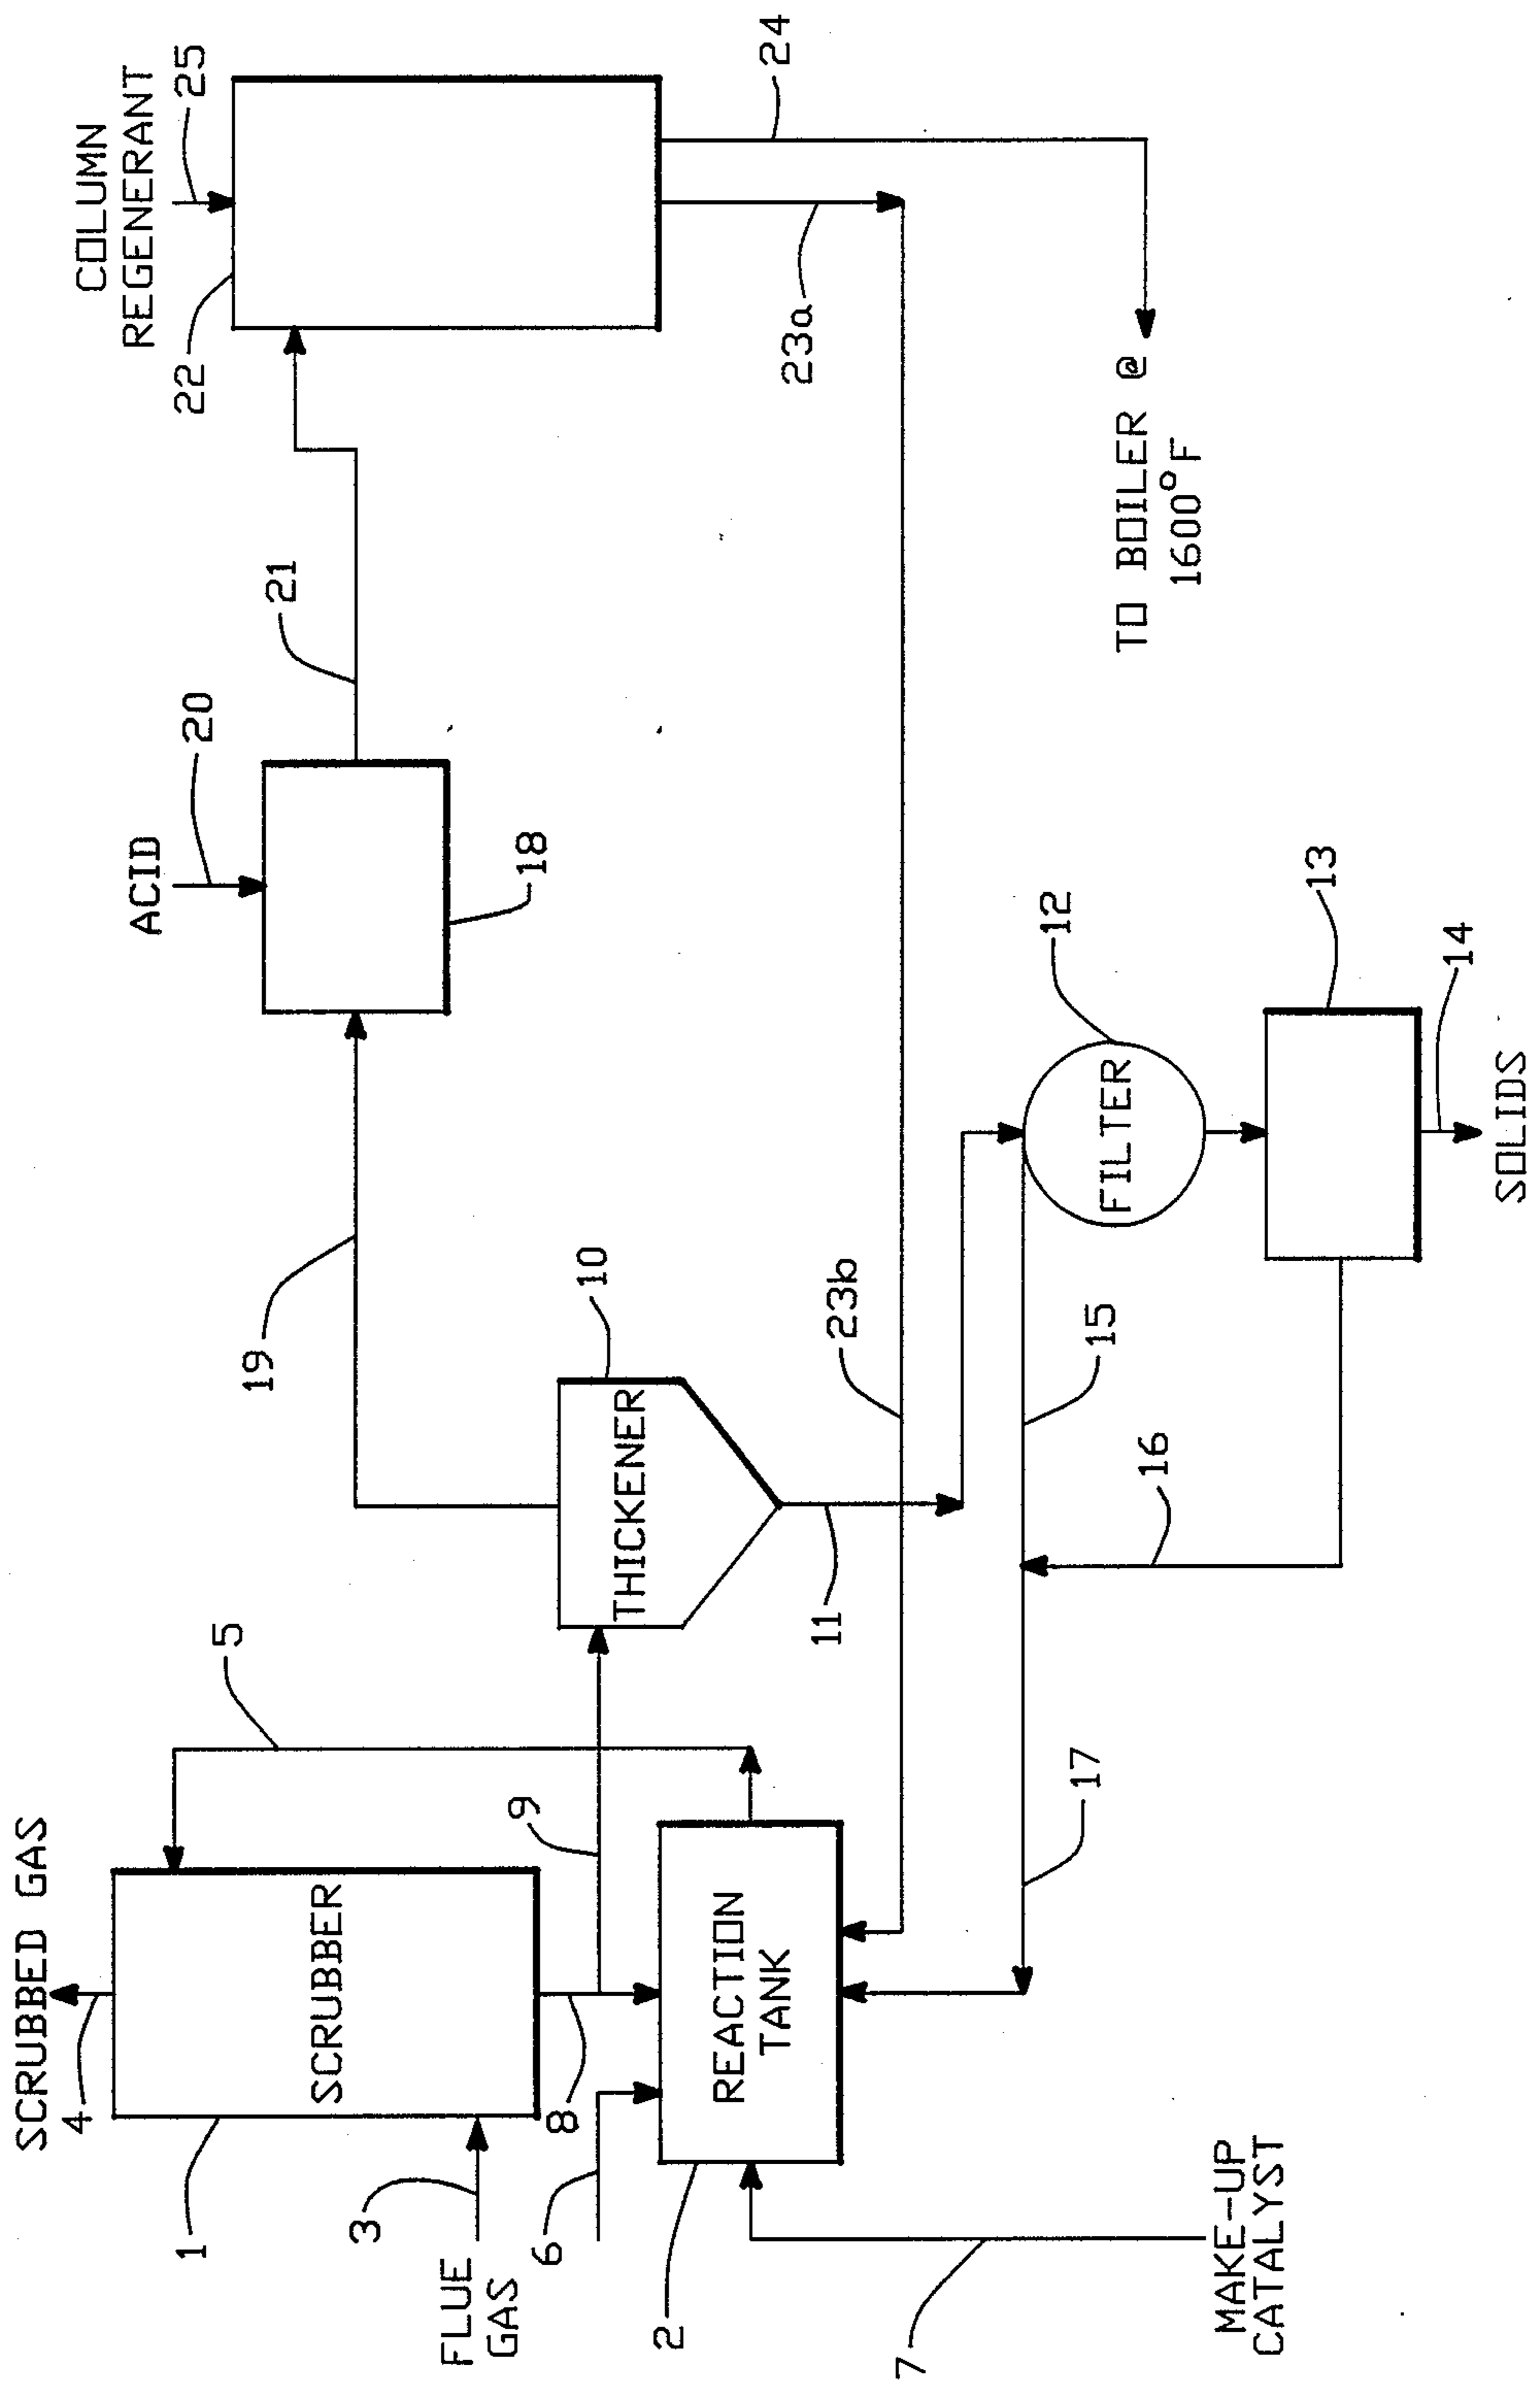 SCRUBBED GAS
4
1
SCRUBBER
5
3
FLUE
GAS
6
8
9
2
REACTION
TANK
7
MAKE-UP
CATALYST
17
THICKENER
10
11
19
ACID
20
18
21
COLUMN
REGENERANT
25
22
23a
24
23b
TO BOILER @
1600°F
15
16
FILTER
12
13
14
SOLIDS